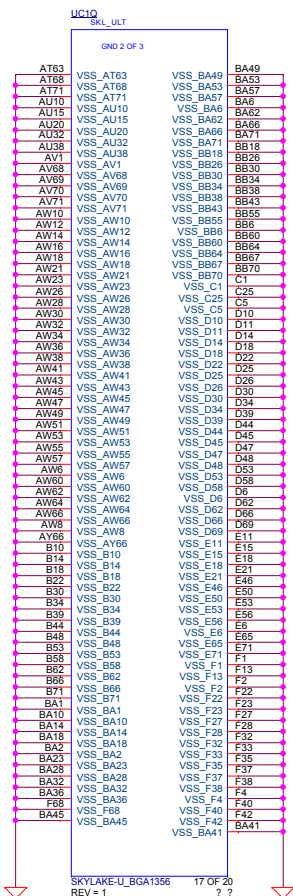 UC1Q
SKL_ULT
GND 2 OF 3
AT63 VSS_AT63 VSS_BA49 BA49
AT68 VSS_AT68 VSS_BA53 BA53
AT71 VSS_AT71 VSS_BA57 BA57
AU10 VSS_AU10 VSS_BA6 BA6
AU15 VSS_AU15 VSS_BA62 BA62
AU20 VSS_AU20 VSS_BA66 BA66
AU32 VSS_AU32 VSS_BA71 BA71
AU38 VSS_AU38 VSS_BB18 BB18
AV1 VSS_AV1 VSS_BB26 BB26
AV68 VSS_AV68 VSS_BB30 BB30
AV69 VSS_AV69 VSS_BB34 BB34
AV70 VSS_AV70 VSS_BB38 BB38
AV71 VSS_AV71 VSS_BB43 BB43
AW10 VSS_AW10 VSS_BB55 BB55
AW12 VSS_AW12 VSS_BB6 BB6
AW14 VSS_AW14 VSS_BB60 BB60
AW16 VSS_AW16 VSS_BB64 BB64
AW18 VSS_AW18 VSS_BB67 BB67
AW21 VSS_AW21 VSS_BB70 BB70
AW23 VSS_AW23 VSS_C1 C1
AW26 VSS_AW26 VSS_C25 C25
AW28 VSS_AW28 VSS_C5 C5
AW30 VSS_AW30 VSS_D10 D10
AW32 VSS_AW32 VSS_D11 D11
AW34 VSS_AW34 VSS_D14 D14
AW36 VSS_AW36 VSS_D18 D18
AW38 VSS_AW38 VSS_D22 D22
AW41 VSS_AW41 VSS_D25 D25
AW43 VSS_AW43 VSS_D26 D26
AW45 VSS_AW45 VSS_D30 D30
AW47 VSS_AW47 VSS_D34 D34
AW49 VSS_AW49 VSS_D39 D39
AW51 VSS_AW51 VSS_D44 D44
AW53 VSS_AW53 VSS_D45 D45
AW55 VSS_AW55 VSS_D47 D47
AW57 VSS_AW57 VSS_D48 D48
AW6 VSS_AW6 VSS_D53 D53
AW60 VSS_AW60 VSS_D58 D58
AW62 VSS_AW62 VSS_D6 D6
AW64 VSS_AW64 VSS_D62 D62
AW66 VSS_AW66 VSS_D66 D66
AW8 VSS_AW8 VSS_D69 D69
AY66 VSS_AY66 VSS_E11 E11
B10 VSS_B10 VSS_E15 E15
B14 VSS_B14 VSS_E18 E18
B18 VSS_B18 VSS_E21 E21
B22 VSS_B22 VSS_E46 E46
B30 VSS_B30 VSS_E50 E50
B34 VSS_B34 VSS_E53 E53
B39 VSS_B39 VSS_E56 E56
B44 VSS_B44 VSS_E6 E6
B48 VSS_B48 VSS_E65 E65
B53 VSS_B53 VSS_E71 E71
B58 VSS_B58 VSS_F1 F1
B62 VSS_B62 VSS_F13 F13
B66 VSS_B66 VSS_F2 F2
B71 VSS_B71 VSS_F22 F22
BA1 VSS_BA1 VSS_F23 F23
BA10 VSS_BA10 VSS_F27 F27
BA14 VSS_BA14 VSS_F28 F28
BA18 VSS_BA18 VSS_F32 F32
BA2 VSS_BA2 VSS_F33 F33
BA23 VSS_BA23 VSS_F35 F35
BA28 VSS_BA28 VSS_F37 F37
BA32 VSS_BA32 VSS_F38 F38
BA36 VSS_BA36 VSS_F4 F4
F68 VSS_F68 VSS_F40 F40
BA45 VSS_BA45 VSS_F42 F42
VSS_BA41 BA41
SKYLAKE-U_BGA1356 17 OF 20
REV = 1 ? ?